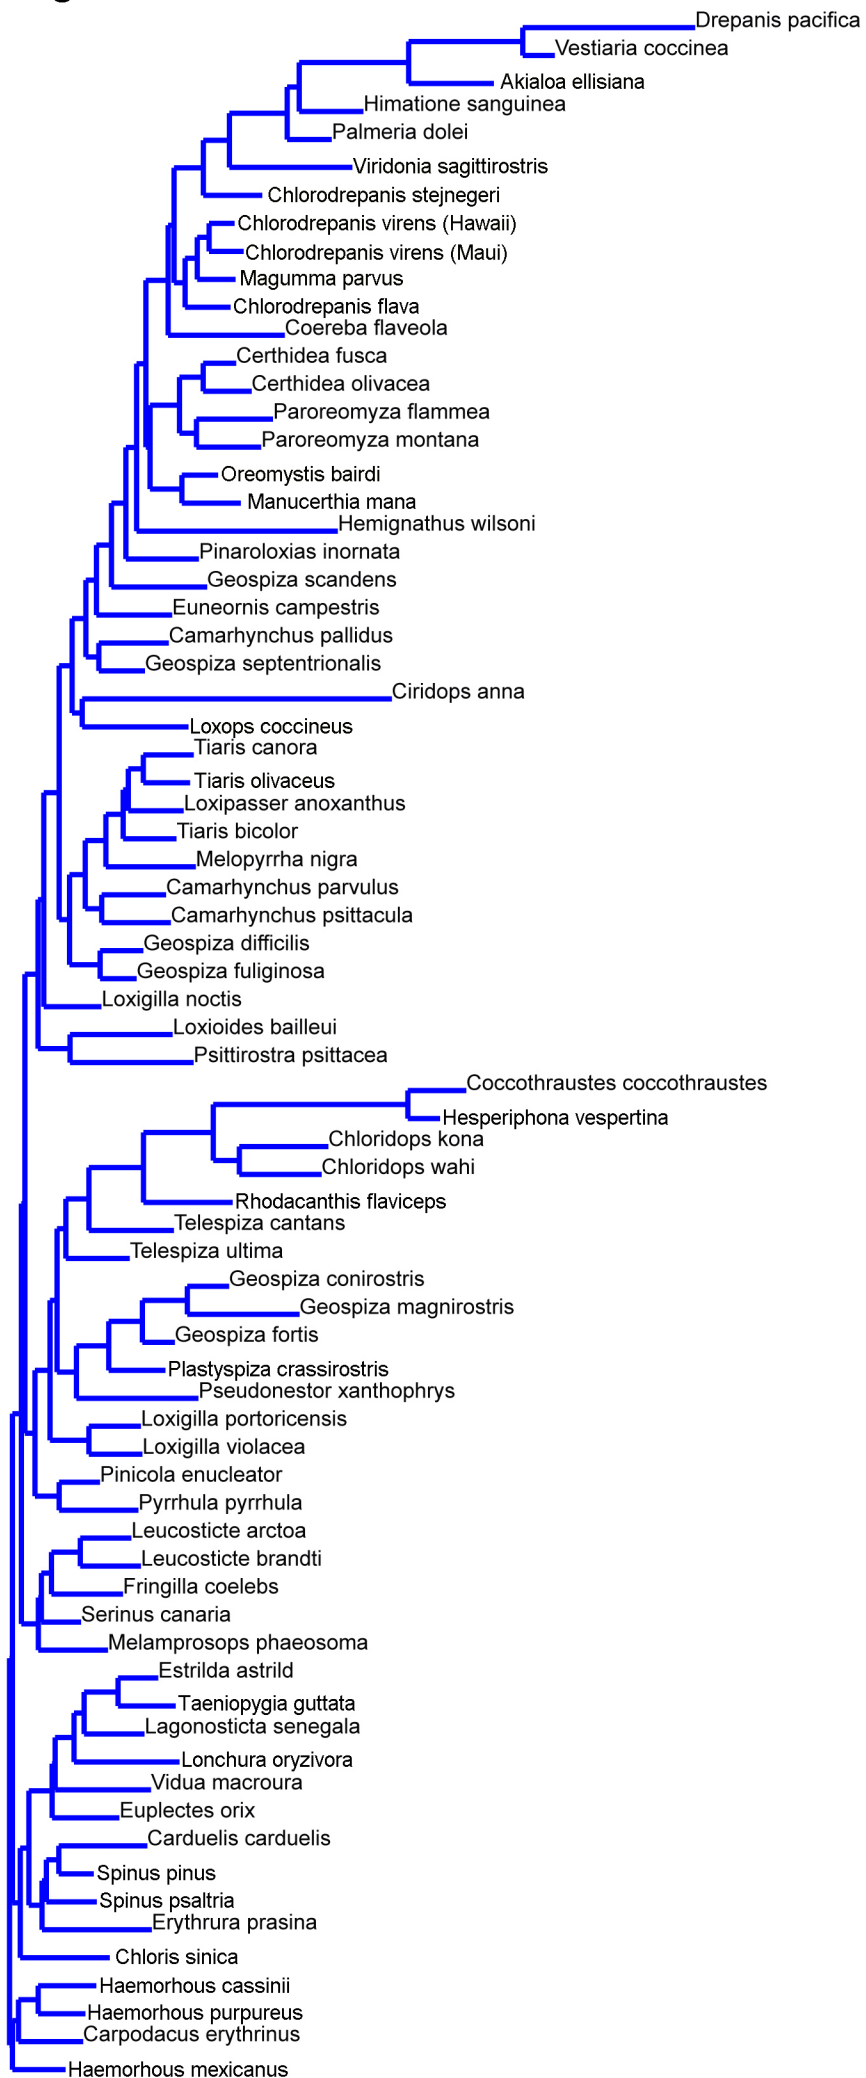 Drepanis pacifica
Vestiaria coccinea
Akialoa ellisiana
Himatione sanguinea
Palmeria dolei
Viridonia sagittirostris
Chlorodrepanis stejnegeri
Chlorodrepanis virens (Hawaii)
Chlorodrepanis virens (Maui)
Magumma parvus
Chlorodrepanis flava
Coereba flaveola
Certhidea fusca
Certhidea olivacea
Paroreomyza flammea
Paroreomyza montana
Oreomystis bairdi
Manucerthia mana
Hemignathus wilsoni
Pinaroloxias inornata
Geospiza scandens
Euneornis campestris
Camarhynchus pallidus
Geospiza septentrionalis
Ciridops anna
Loxops coccineus
Tiaris canora
Tiaris olivaceus
Loxipasser anoxanthus
Tiaris bicolor
Melopyrrha nigra
Camarhynchus parvulus
Camarhynchus psittacula
Geospiza difficilis
Geospiza fuliginosa
Loxigilla noctis
Loxioides bailleui
Psittirostra psittacea
Coccothraustes coccothraustes
Hesperiphona vespertina
Chloridops kona
Chloridops wahi
Rhodacanthis flaviceps
Telespiza cantans
Telespiza ultima
Geospiza conirostris
Geospiza magnirostris
Geospiza fortis
Plastyspiza crassirostris
Pseudonestor xanthophrys
Loxigilla portoricensis
Loxigilla violacea
Pinicola enucleator
Pyrrhula pyrrhula
Leucosticte arctoa
Leucosticte brandti
Fringilla coelebs
Serinus canaria
Melamprosops phaeosoma
Estrilda astrild
Taeniopygia guttata
Lagonosticta senegala
Lonchura oryzivora
Vidua macroura
Euplectes orix
Carduelis carduelis
Spinus pinus
Spinus psaltria
Erythrura prasina
Chloris sinica
Haemorhous cassinii
Haemorhous purpureus
Carpodacus erythrinus
Haemorhous mexicanus